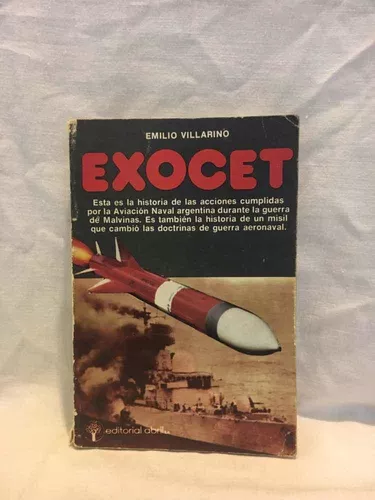 EMILIO VILLARINO
EXOCET
Esta es la historia de las acciones cumplidas
por la Aviación Naval argentina durante la guerra
de Malvinas. Es también la historia de un misil
que cambió las doctrinas de guerra aeronaval.
editorial abril